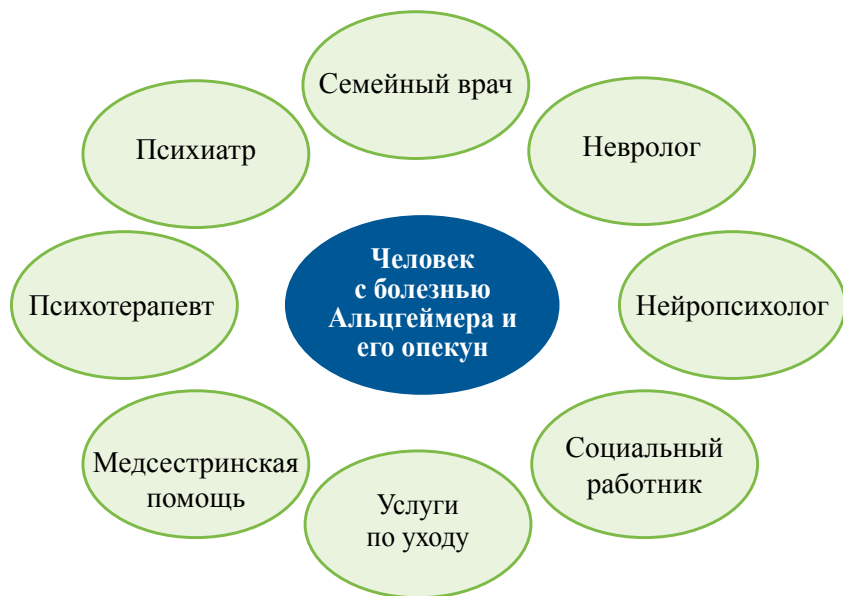 Семейный врач
Невролог
Нейропсихолог
Социальный
работник
Услуги
по уходу
Медсестринская
помощь
Психотерапевт
Психиатр
Человек
с болезнью
Альцгеймера и
его опекун